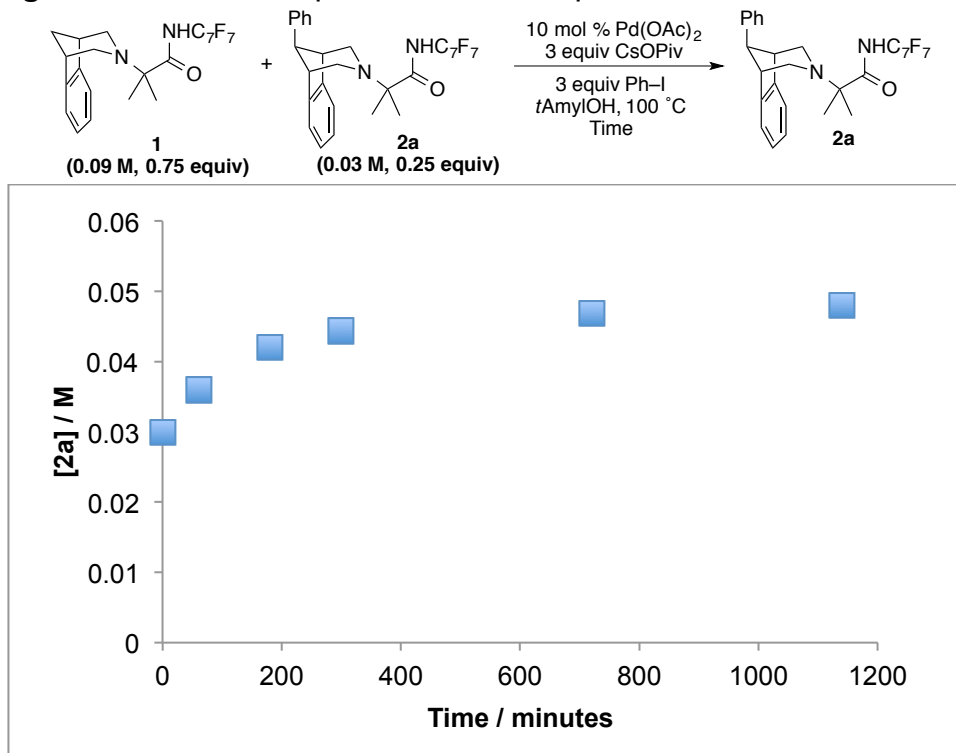 Ph
Ph
NHC7F7
NHC7F7
10 mol % Pd(OAc)2
3 equiv CsOPiv
NHC7F7
N
O
+
N
O
3 equiv Ph–I
tAmylOH, 100 ˚C
Time
N
O
1
(0.09 M, 0.75 equiv)
2a
(0.03 M, 0.25 equiv)
2a
0.06
0.05
0.04
0.03
0.02
0.01
0
[2a] / M
0 200 400 600 800 1000 1200
Time / minutes